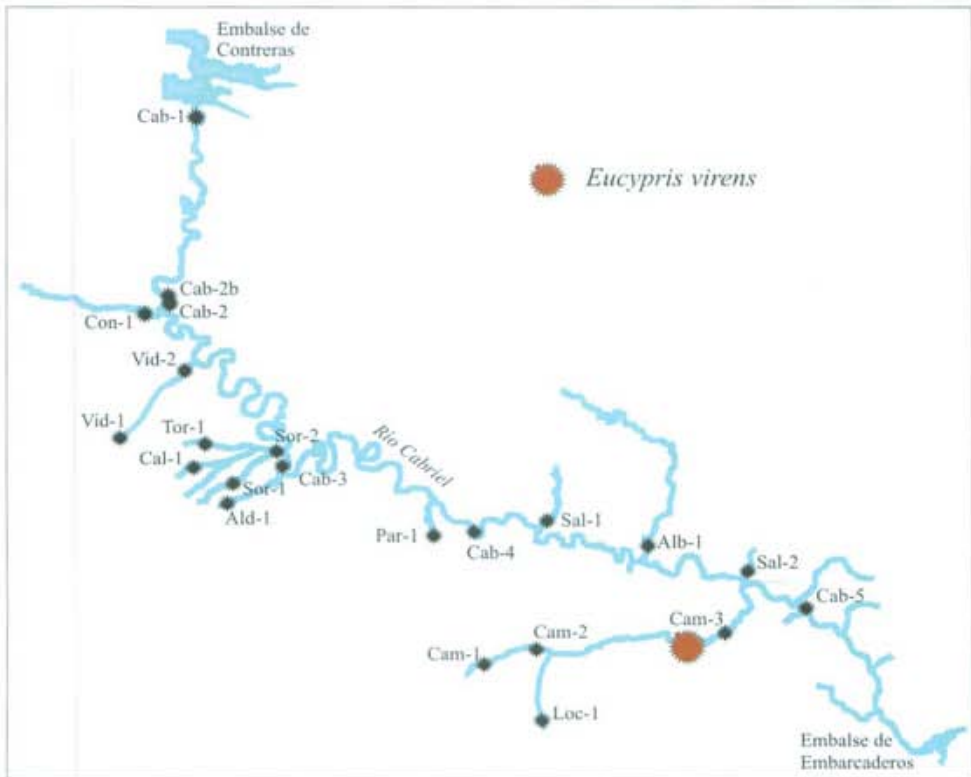 Embalse de
Contreras
Cab-1
Eucypris virens
Cab-2b
Cab-2
Con-1
Vid-2
Vid-1
Tor-1
Sor-2
Cal-1
Cab-3
Sor-1
Ald-1
Río Cabriel
Par-1
Cab-4
Sal-1
Alb-1
Sal-2
Cab-5
Cam-3
Cam-2
Cam-1
Loc-1
Embalse de
Embarcaderos